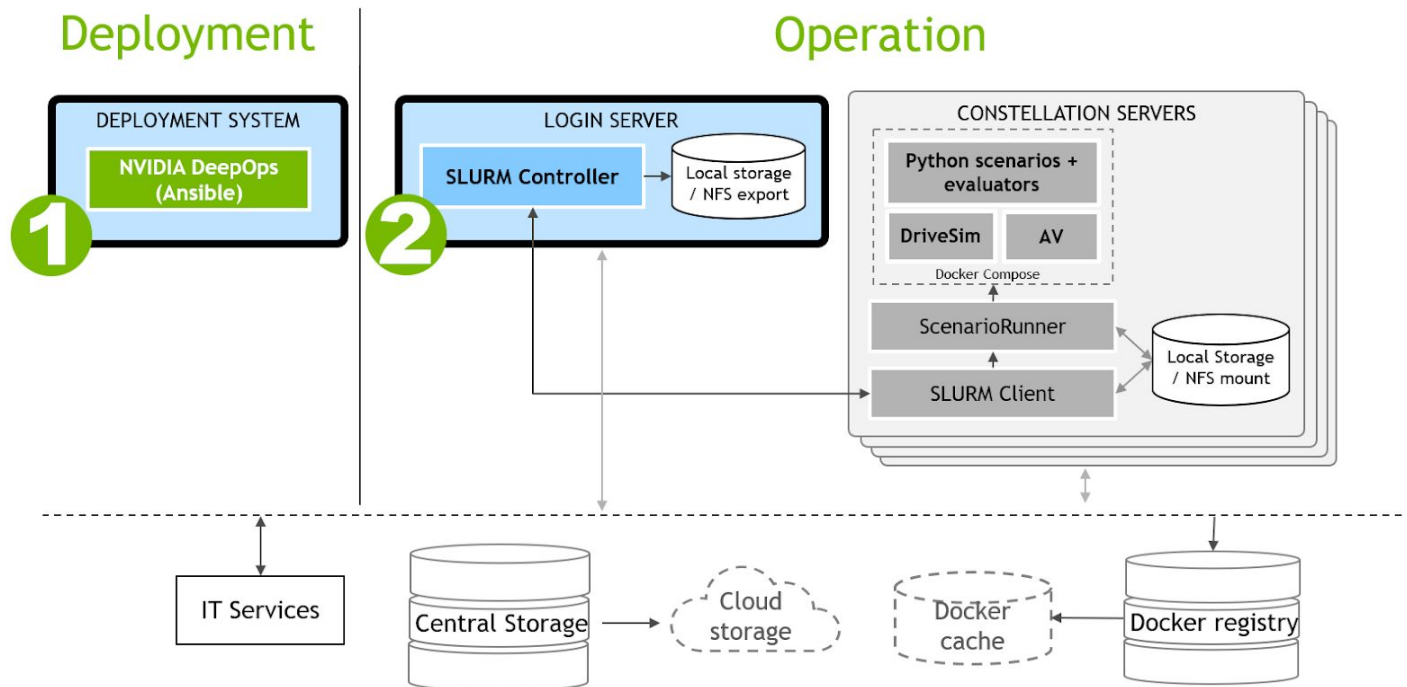 Deployment
Operation
DEPLOYMENT SYSTEM
NVIDIA DeepOps
(Ansible)
1
LOGIN SERVER
SLURM Controller
Local storage
/ NFS export
2
CONSTELLATION SERVERS
Python scenarios +
evaluators
DriveSim
AV
Docker Compose
ScenarioRunner
SLURM Client
Local Storage
/ NFS mount
IT Services
Central Storage
Cloud
storage
Docker
cache
Docker registry